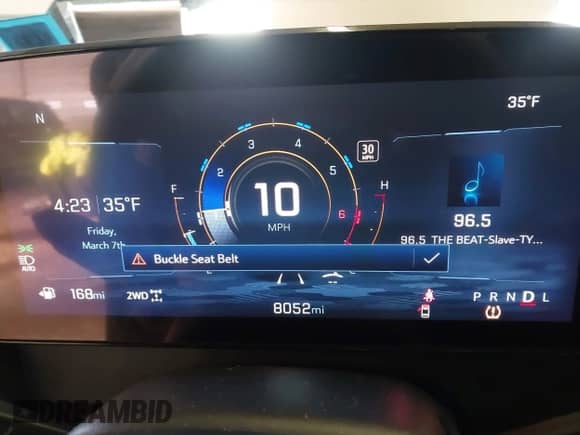 35°F
N
30
MPH
2 3 4 5 6
F
H
4:23 35°F
10
MPH
Friday,
March 7th
96.5
96.5 THE BEAT-Slave-TY...
Buckle Seat Belt
AUTO
168mi
2WD
8052mi
P R N D L
DREAMBID